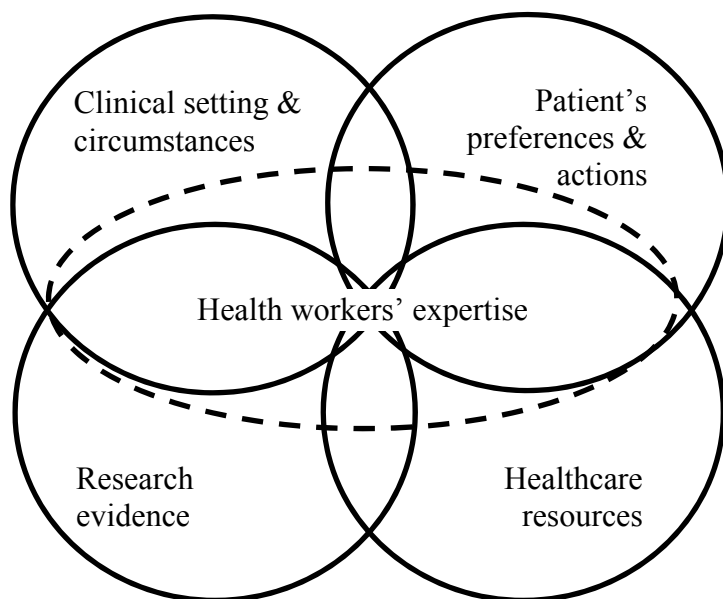 Clinical setting &
circumstances
Patient’s
preferences &
actions
Health workers’ expertise
Research
evidence
Healthcare
resources